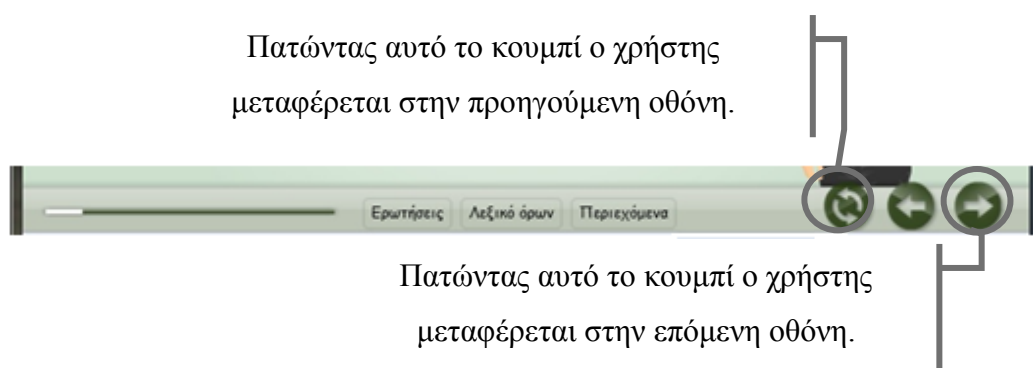 Πατώντας αυτό το κουμπί ο χρήστης
μεταφέρεται στην προηγούμενη οθόνη.
Ερωτήσεις Λεξικό όρων Περιεχόμενα
Πατώντας αυτό το κουμπί ο χρήστης
μεταφέρεται στην επόμενη οθόνη.